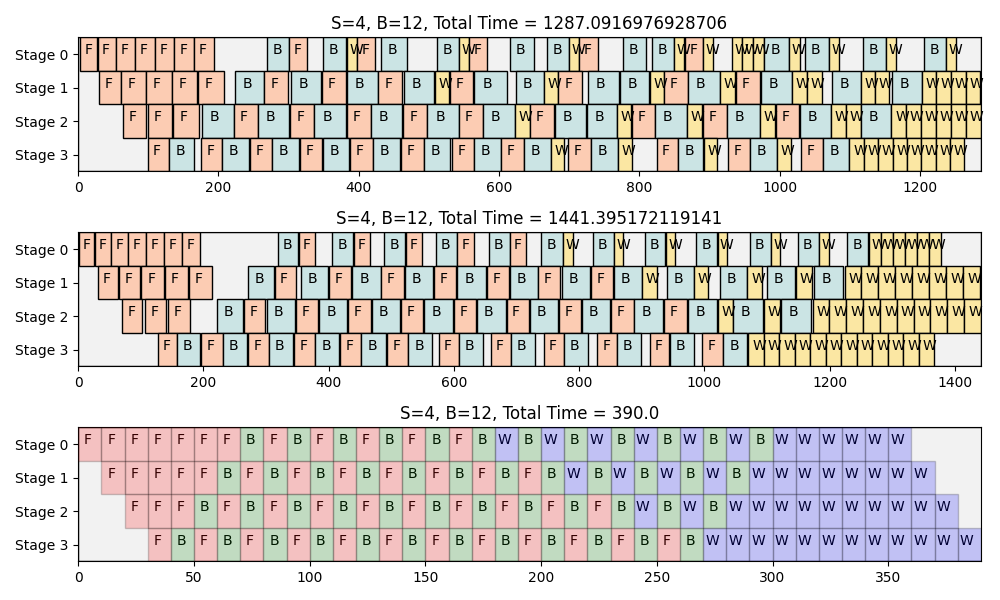 S=4, B=12, Total Time = 1287.0916976928706
Stage 0 F F F F F F F B F B W F B B W F B B W F B B W F W W W W B W B W B W B W
Stage 1 F F F F F B F B F B F B W F B B W F B B W F B W F B W W B W W B W W W W
Stage 2 F F F B F B F B F B F B F B W F B B W F B W F B W F B W W B W W W W W W
Stage 3 F B F B F B F B F B F B F B F B W F B W F B W F B W F B W W W W W W W W
0 200 400 600 800 1000 1200
S=4, B=12, Total Time = 1441.395172119141
Stage 0 F F F F F F F B F B F B F B F B F B W B W B W B W B W B W B W W W W W W
Stage 1 F F F F F B F B F B F B F B F B F B F B W B W B W B W B W W W W W W W W
Stage 2 F F F B F B F B F B F B F B F B F B F B F B W B W B W W W W W W W W W W
Stage 3 F B F B F B F B F B F B F B F B F B F B F B F B W W W W W W W W W W W W
0 200 400 600 800 1000 1200 1400
S=4, B=12, Total Time = 390.0
Stage 0 F F F F F F F B F B F B F B F B F B W B W B W B W B W B W B W W W W W W
Stage 1 F F F F F B F B F B F B F B F B F B F B W B W B W B W B W W W W W W W W
Stage 2 F F F B F B F B F B F B F B F B F B F B F B W B W B W W W W W W W W W W
Stage 3 F B F B F B F B F B F B F B F B F B F B F B F B W W W W W W W W W W W W
0 50 100 150 200 250 300 350